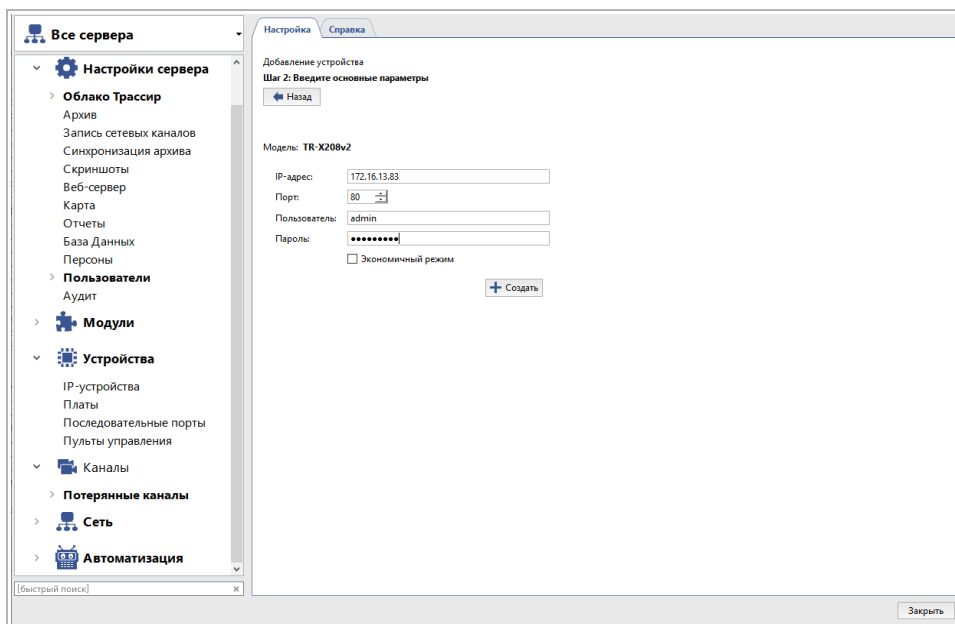 Все сервера
Настройки сервера
Облако Трассир
Архив
Запись сетевых каналов
Синхронизация архива
Скриншоты
Веб-сервер
Карта
Отчеты
База Данных
Персоны
Пользователи
Аудит
Модули
Устройства
IP-устройства
Платы
Последовательные порты
Пульты управления
Каналы
Потерянные каналы
Сеть
Автоматизация
[быстрый поиск]
Настройка Справка
Добавление устройства
Шаг 2: Введите основные параметры
Назад
Модель: TR-X208v2
IP-адрес: 172.16.13.83
Порт: 80
Пользователь: admin
Пароль: •••••••••
Экономичный режим
Создать
Закрыть